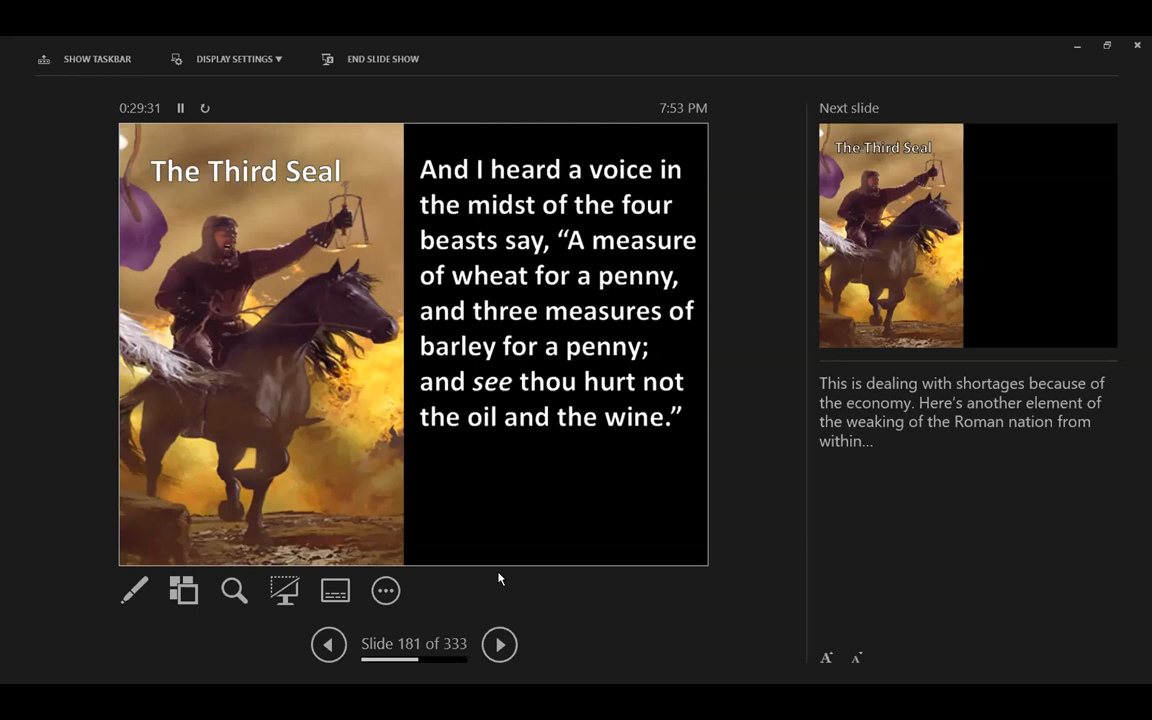 SHOW TASKBAR DISPLAY SETTINGS ▼ END SLIDE SHOW
0:29:31 7:53 PM
The Third Seal
And I heard a voice in
the midst of the four
beasts say, “A measure
of wheat for a penny,
and three measures of
barley for a penny;
and see thou hurt not
the oil and the wine.”
Slide 181 of 333
Next slide
The Third Seal
This is dealing with shortages because of
the economy. Here's another element of
the weaking of the Roman nation from
within...
A A